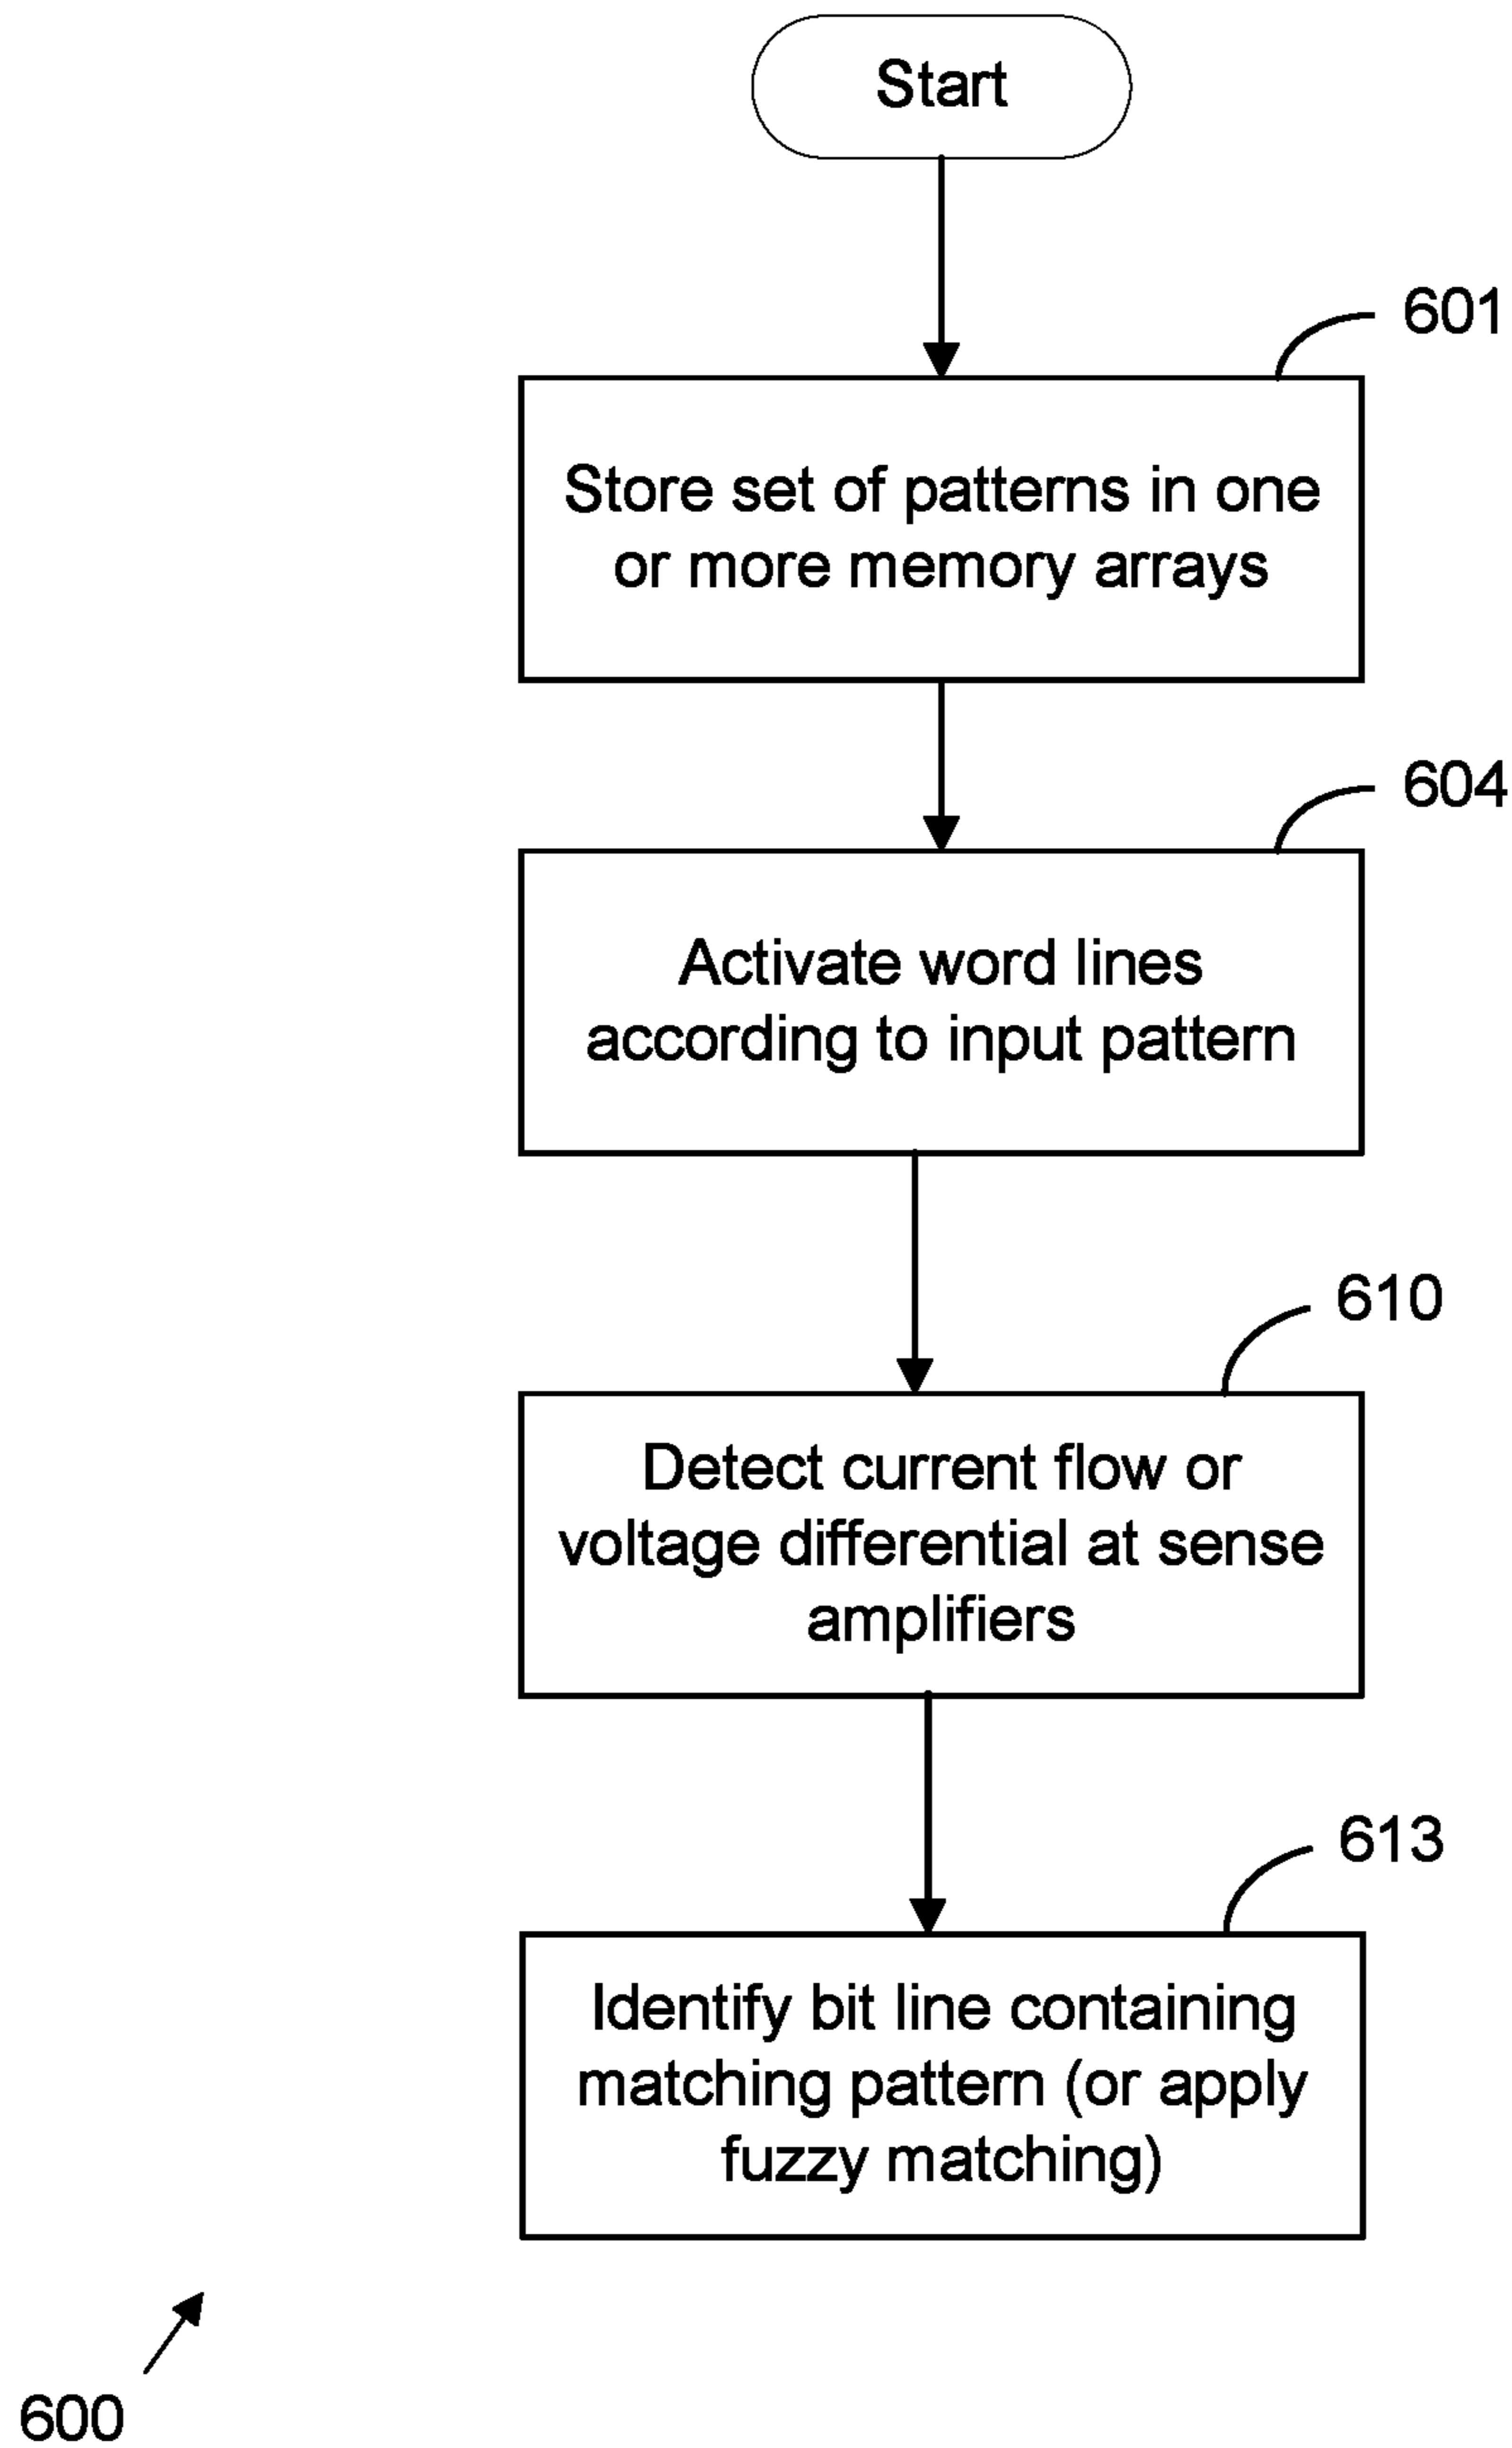 Start
601
Store set of patterns in one
or more memory arrays
604
Activate word lines
according to input pattern
610
Detect current flow or
voltage differential at sense
amplifiers
613
Identify bit line containing
matching pattern (or apply
fuzzy matching)
600